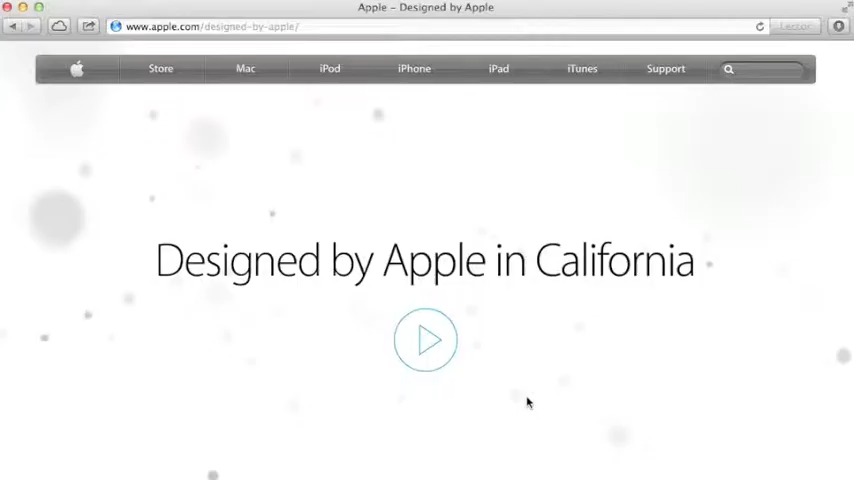 Apple – Designed by Apple
www.apple.com/designed-by-apple/
Lector
Store Mac iPod iPhone iPad iTunes Support
Designed by Apple in California